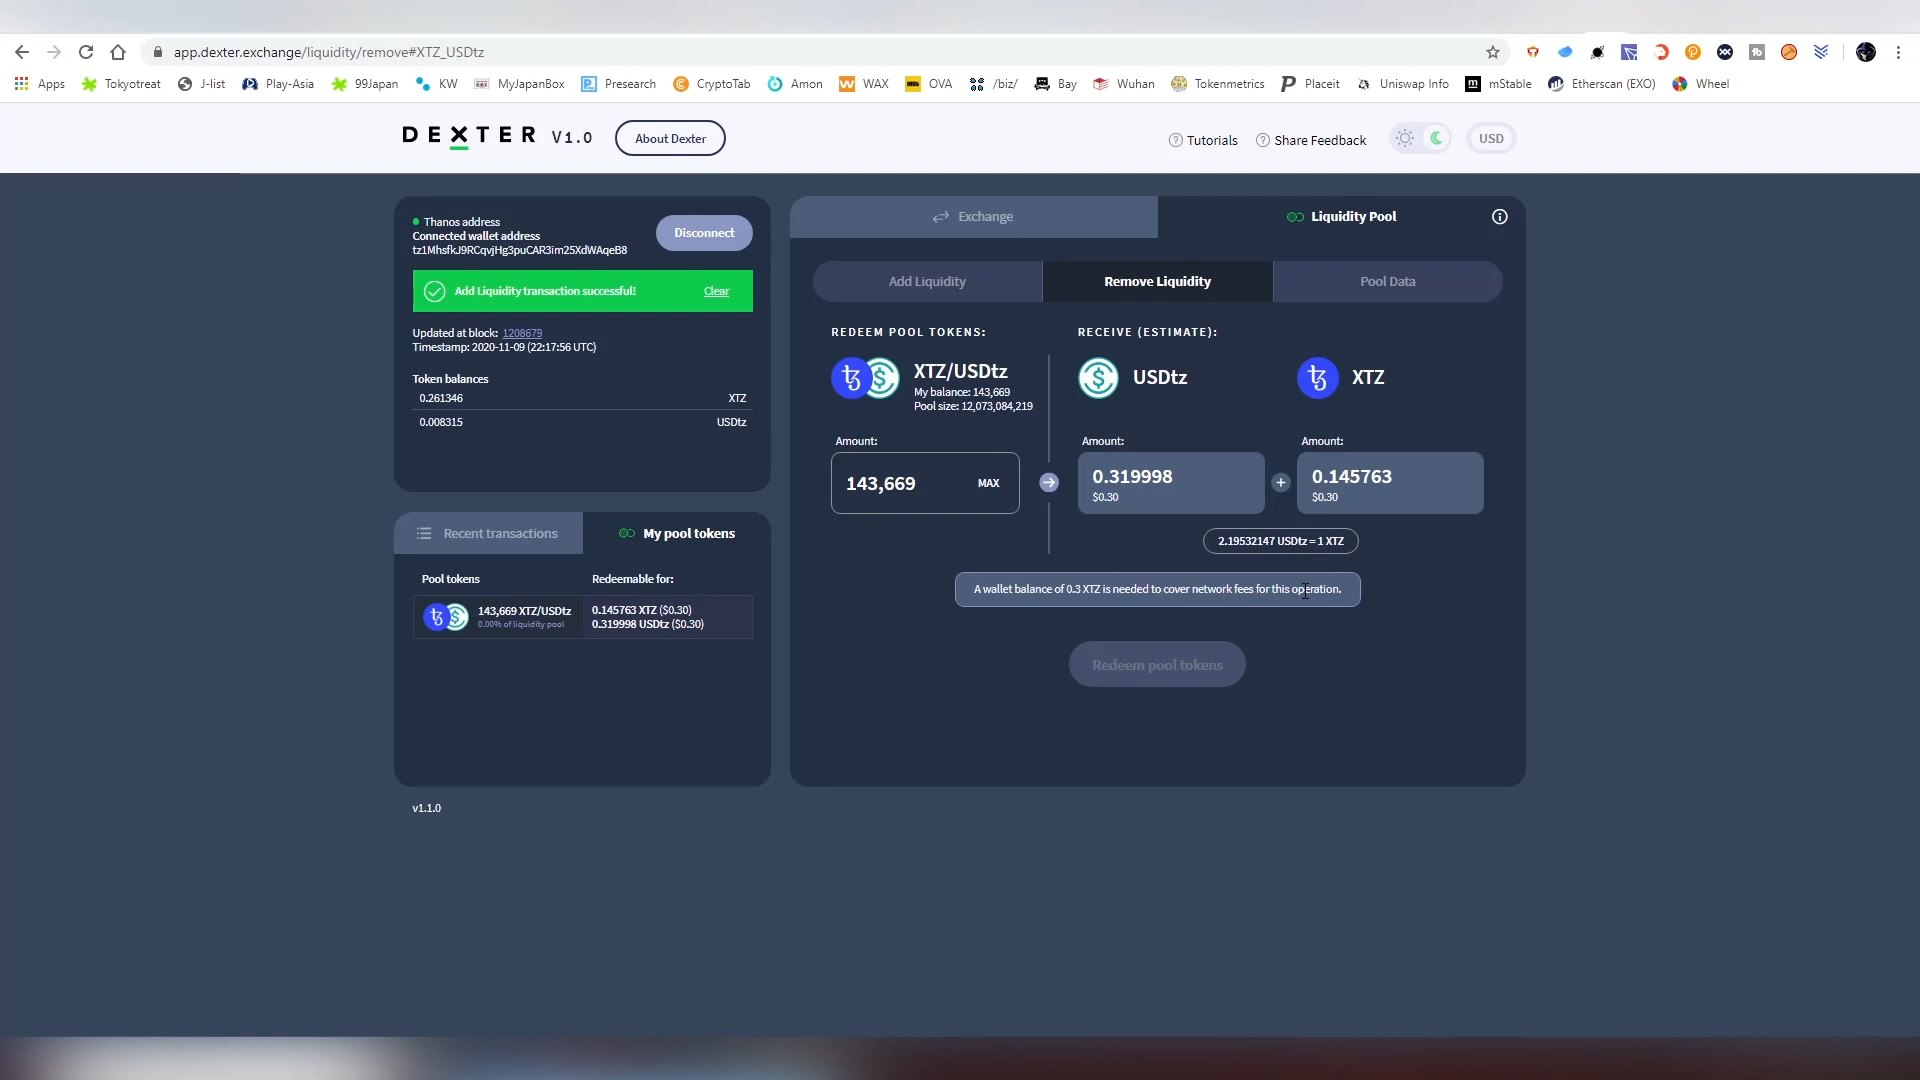 app.dexter.exchange/liquidity/remove#XTZ_USDtz
Apps Tokyotreat J-list Play-Asia 99Japan KW MyJapanBox Presearch CryptoTab Amon WAX OVA /biz/ Bay Wuhan Tokenmetrics Placeit Uniswap Info mStable Etherscan (EXO) Wheel
DEXTER V1.0 About Dexter Tutorials Share Feedback USD
Thanos address
Connected wallet address
tz1MhsfkJ9RCqvjHg3puCAR3im25XdWAqeB8
Disconnect
Add Liquidity transaction successful! Clear
Updated at block: 1208679
Timestamp: 2020-11-09 (22:17:56 UTC)
Token balances
0.261346 XTZ
0.008315 USDtz
Recent transactions My pool tokens
Pool tokens Redeemable for:
143,669 XTZ/USDtz 0.145763 XTZ ($0.30)
0.00% of liquidity pool 0.319998 USDtz ($0.30)
v1.1.0
Exchange Liquidity Pool
Add Liquidity Remove Liquidity Pool Data
REDEEM POOL TOKENS: RECEIVE (ESTIMATE):
XTZ/USDtz USDtz XTZ
My balance: 143,669
Pool size: 12,073,084,219
Amount: Amount: Amount:
143,669 MAX 0.319998 + 0.145763
$0.30 $0.30
2.19532147 USDtz = 1 XTZ
A wallet balance of 0.3 XTZ is needed to cover network fees for this operation.
Redeem pool tokens